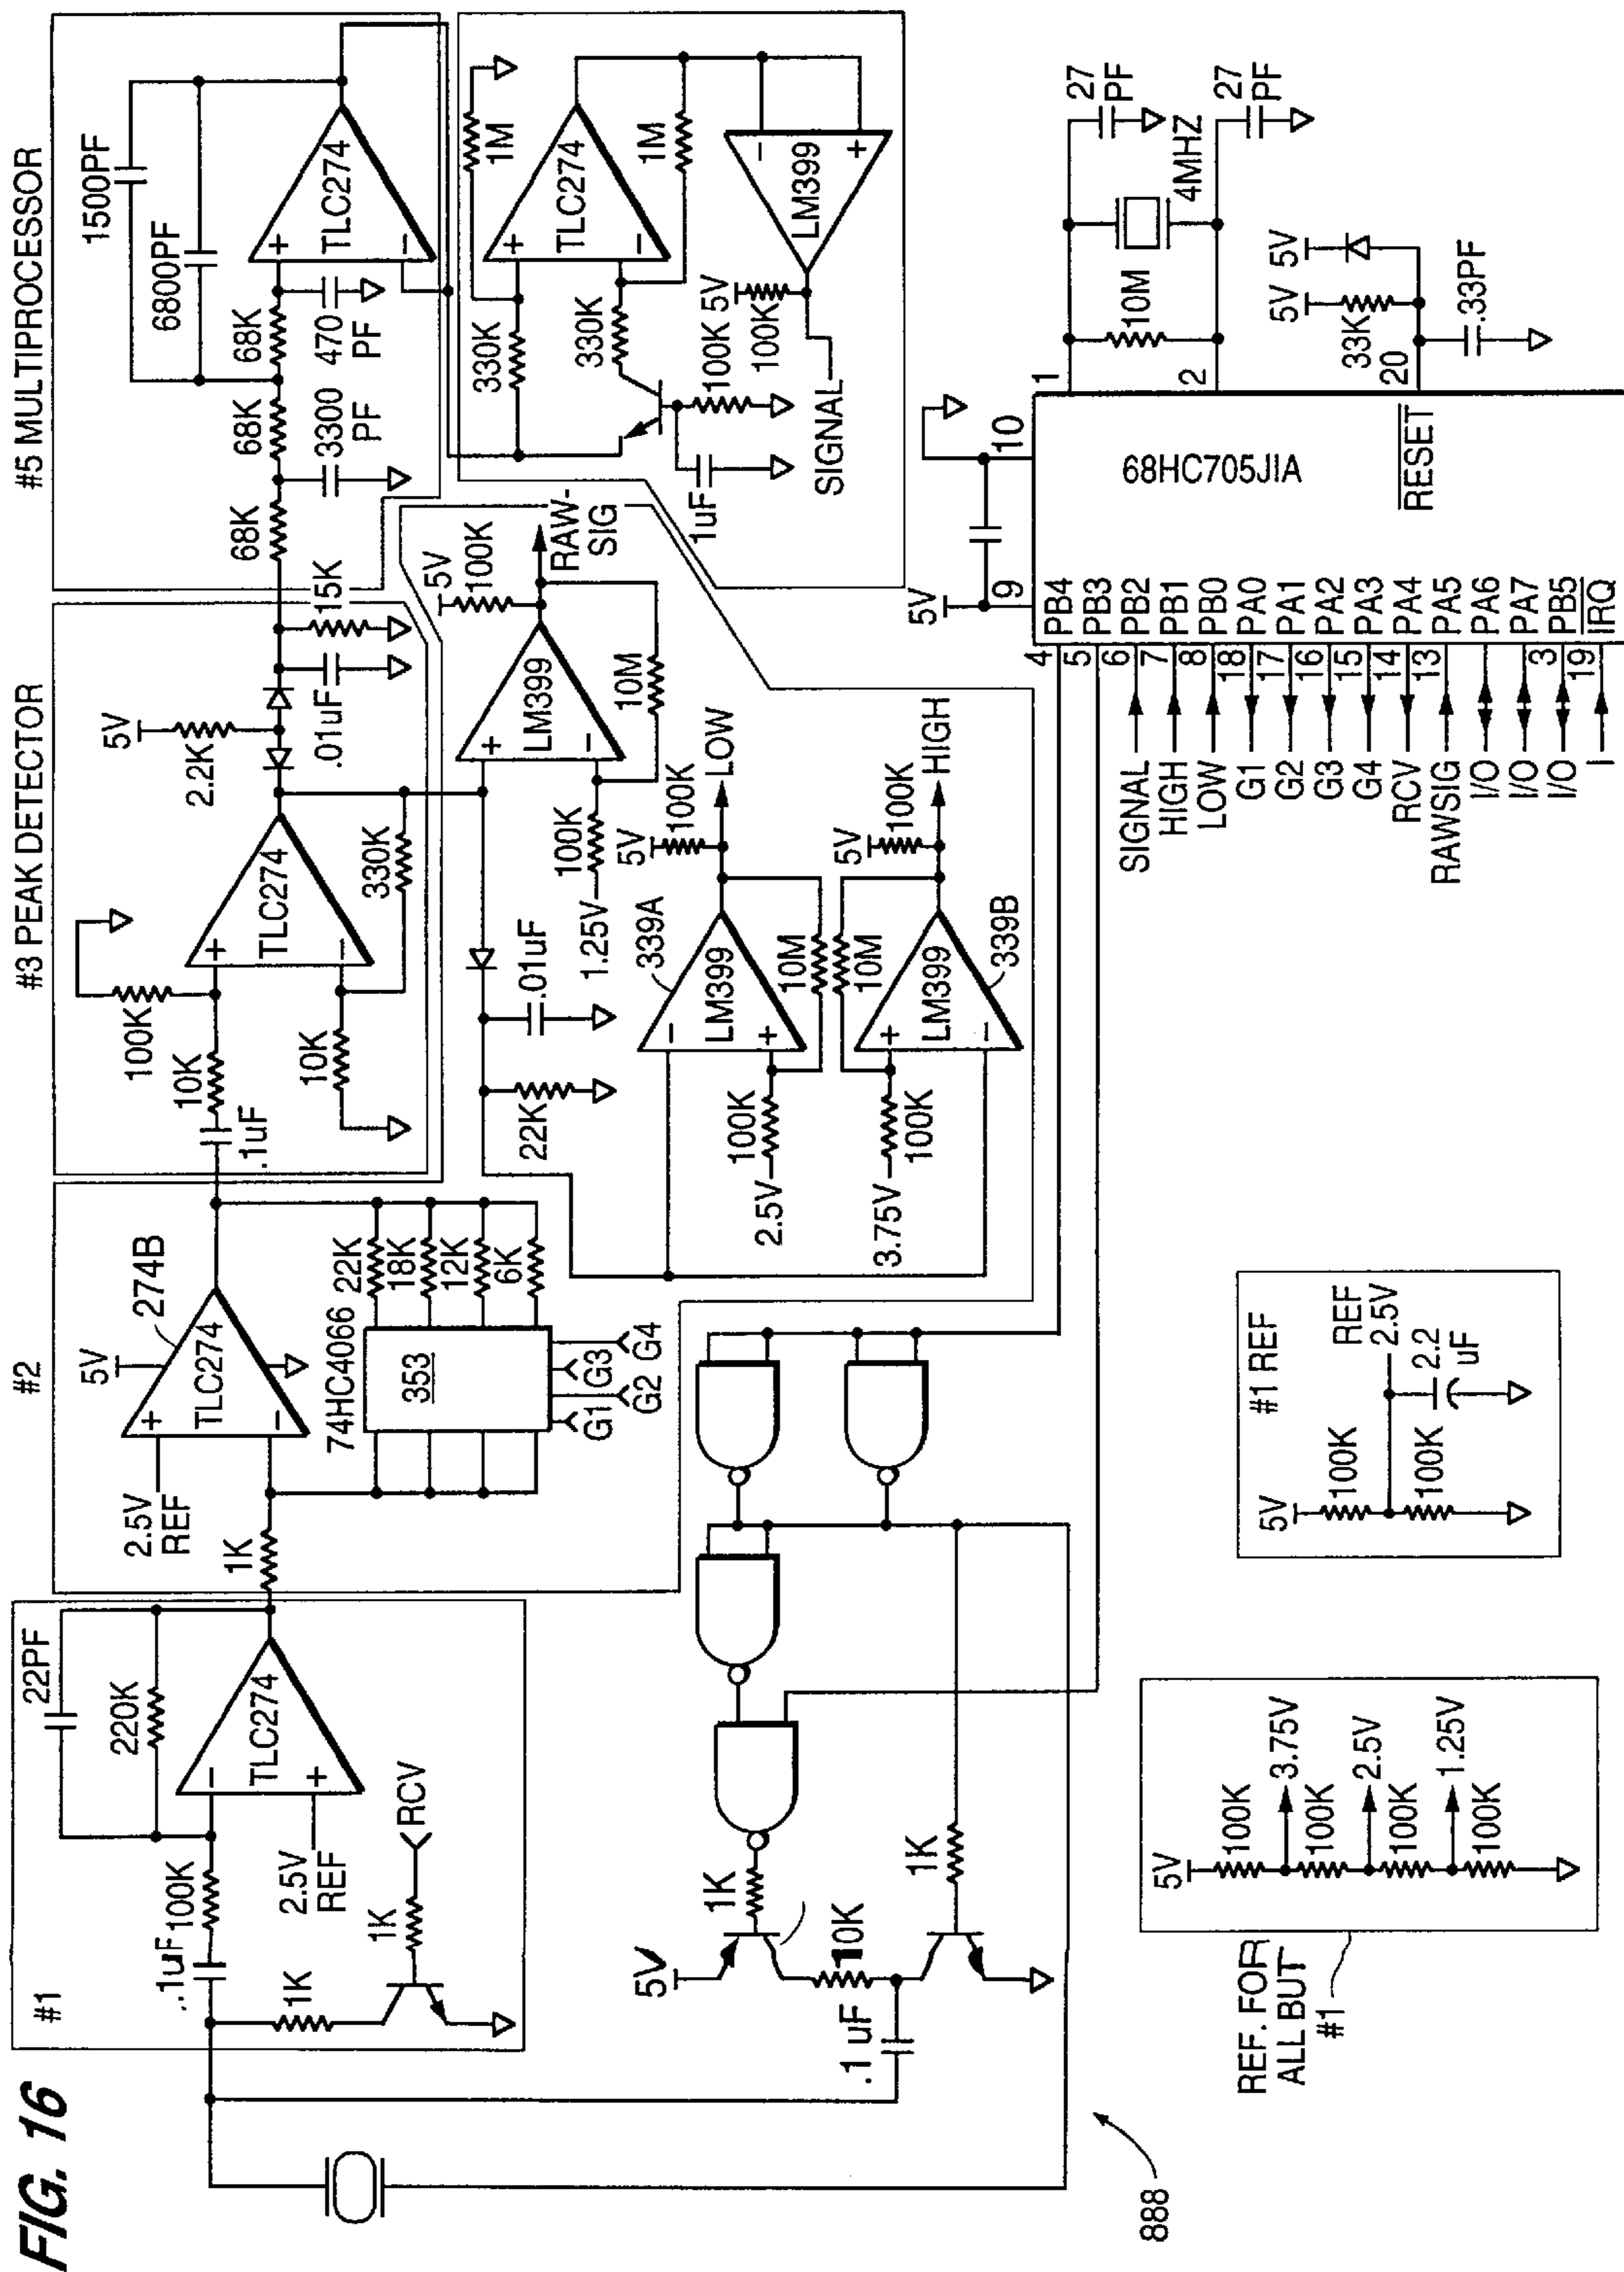 FIG. 16
#1
.1uF
100K
22PF
220K
TLC274
−
+
2.5V
REF
1K
1K
RCV
#2
1K
2.5V
REF
5V
274B
+
TLC274
−
74HC4066
353
G1
G2
G3
G4
22K
18K
12K
6K
#3 PEAK DETECTOR
.1uF
10K
100K
10K
+
TLC274
−
330K
2.2K
5V
.01uF
15K
22K
.01uF
+
LM399
−
100K
1.25V
10M
5V
100K
RAW-
SIG
339A
−
LM399
+
100K
2.5V
10M
5V
100K
LOW
+
LM399
−
100K
3.75V
10M
5V
100K
HIGH
339B
#5 MULTIPROCESSOR
68K
3300
PF
68K
68K
470
PF
1500PF
6800PF
+
TLC274
−
330K
330K
1M
+
TLC274
−
1M
100K
1uF
−
LM399
+
5V
100K
SIGNAL
5V
1K
10K
.1 uF
1K
888
REF. FOR
ALL BUT
#1
5V
100K
3.75V
100K
2.5V
100K
1.25V
100K
#1 REF
5V
100K
100K
REF
2.5V
2.2
uF
68HC705JIA
5V
9
10
1
2
20
RESET
10M
4MHZ
27
PF
27
PF
5V
5V
33K
.33PF
4 PB4
5 PB3
SIGNAL 6 PB2
HIGH 7 PB1
LOW 8 PB0
G1 18 PA0
G2 17 PA1
G3 16 PA2
G4 15 PA3
RCV 14 PA4
RAWSIG 13 PA5
I/O PA6
I/O PA7
I/O 3 PB5
I 19 IRQ